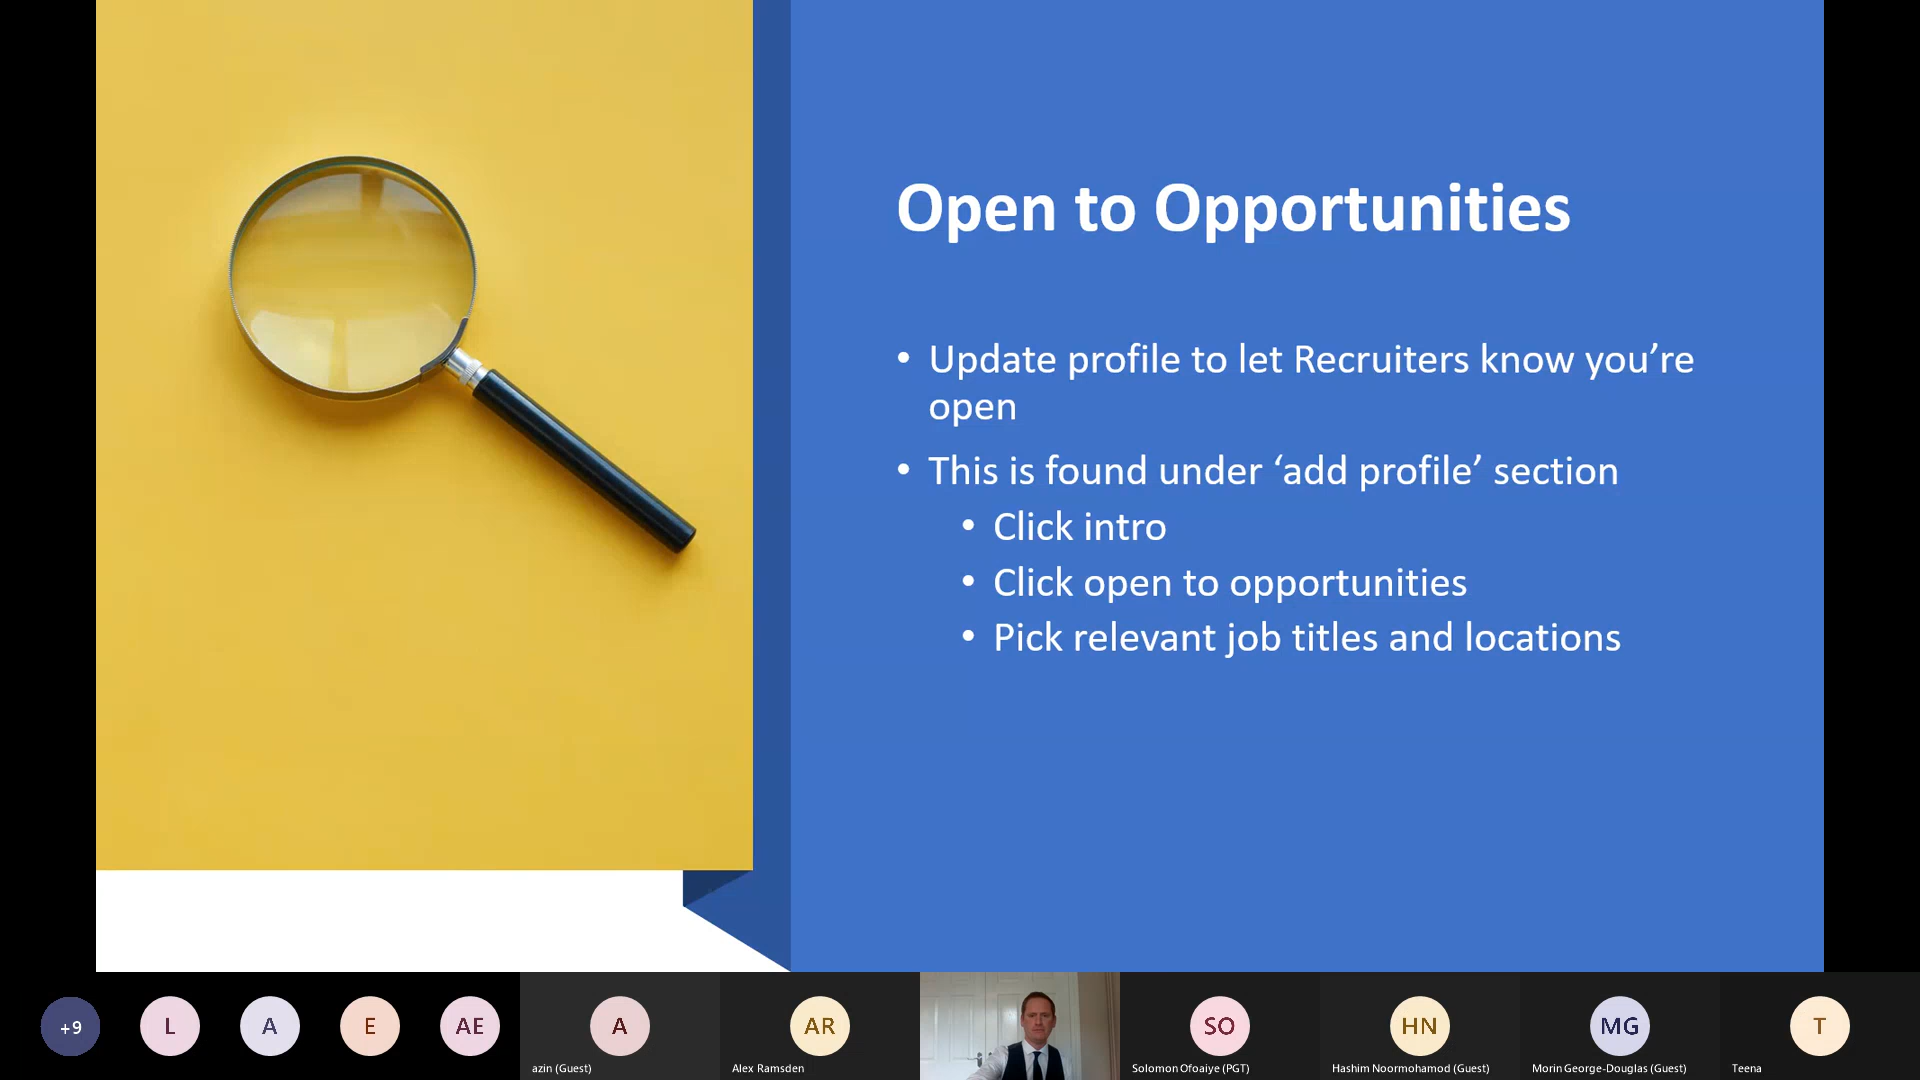 Open to Opportunities
• Update profile to let Recruiters know you’re
open
• This is found under ‘add profile’ section
• Click intro
• Click open to opportunities
• Pick relevant job titles and locations
+9
L
A
E
AE
A
AR
SO
HN
MG
T
azin (Guest)
Alex Ramsden
Solomon Ofoaiye (PGT)
Hashim Noormohamod (Guest)
Morin George-Douglas (Guest)
Teena